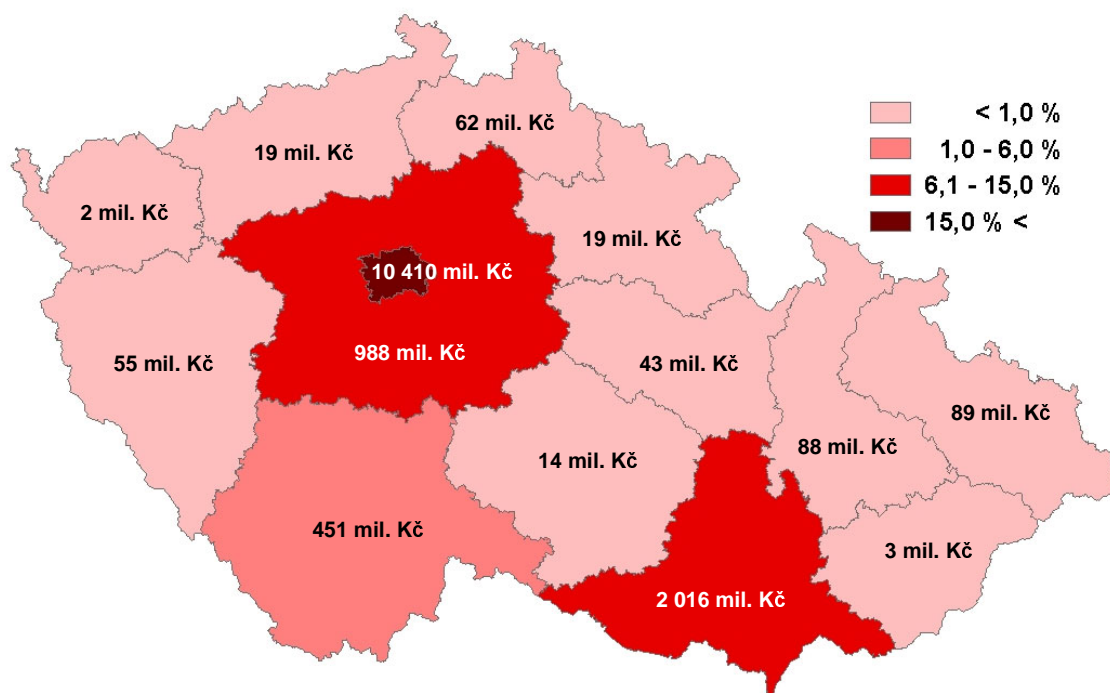 62 mil. Kč
< 1,0 %
1,0 - 6,0 %
6,1 - 15,0 %
15,0 % <
19 mil. Kč
2 mil. Kč
19 mil. Kč
10 410 mil. Kč
988 mil. Kč
55 mil. Kč
43 mil. Kč
89 mil. Kč
88 mil. Kč
14 mil. Kč
451 mil. Kč
3 mil. Kč
2 016 mil. Kč